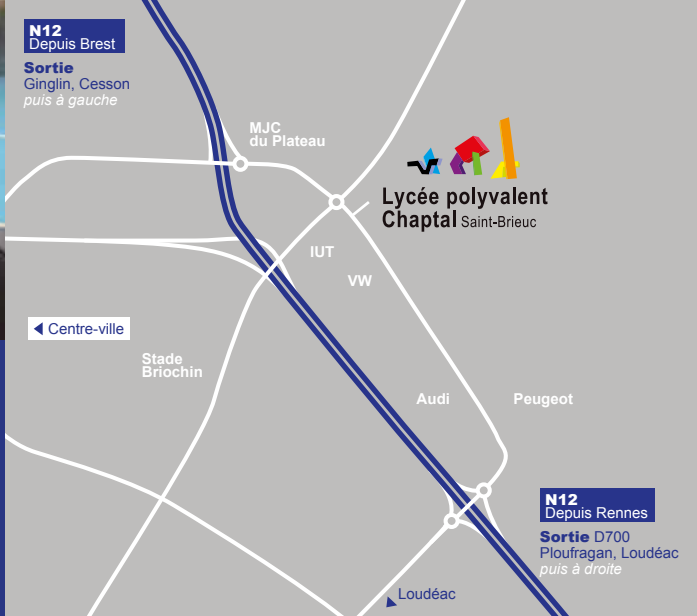 N12
Depuis Brest
Sortie
Ginglin, Cesson
puis à gauche
MJC
du Plateau
Lycée polyvalent
Chaptal Saint-Brieuc
IUT
VW
Centre-ville
Stade
Briochin
Audi
Peugeot
N12
Depuis Rennes
Sortie D700
Ploufragan, Loudéac
puis à droite
Loudéac